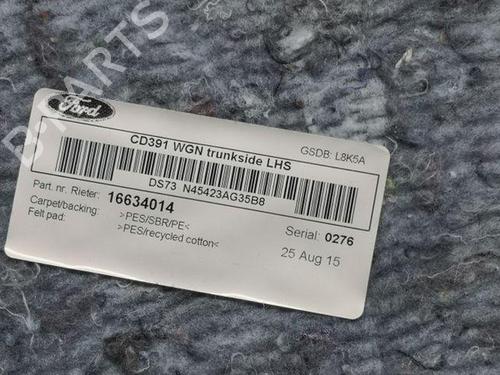 B-PARTS
Ford
CD391 WGN trunkside LHS
GSDB: L8K5A
DS73 N45423AG35B8
Part. nr. Rieter: 16634014
Carpet/backing: >PES/SBR/PE<
Felt pad: >PES/recycled cotton<
Serial: 0276
25 Aug 15